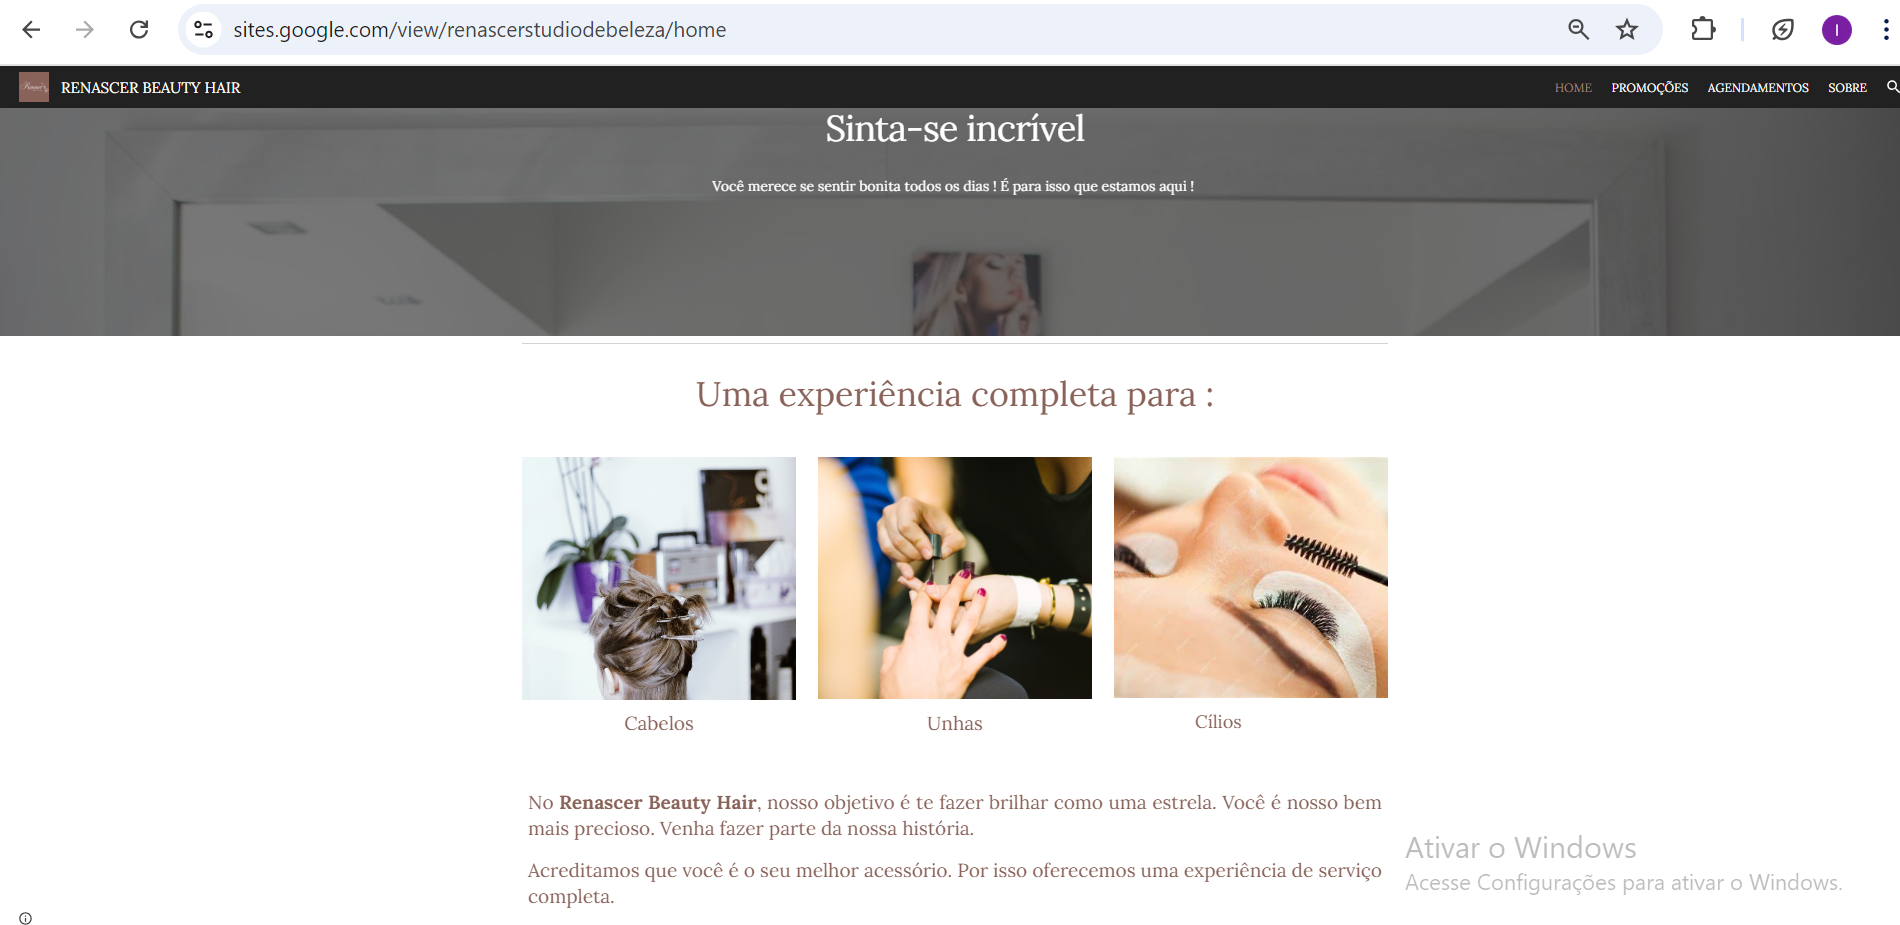 sites.google.com/view/renascerstudiodebeleza/home
I
RENASCER BEAUTY HAIR
HOME PROMOÇÕES AGENDAMENTOS SOBRE
Sinta-se incrível
Você merece se sentir bonita todos os dias ! É para isso que estamos aqui !
Uma experiência completa para :
Cabelos
Unhas
Cílios
No Renascer Beauty Hair, nosso objetivo é te fazer brilhar como uma estrela. Você é nosso bem
mais precioso. Venha fazer parte da nossa história.
Acreditamos que você é o seu melhor acessório. Por isso oferecemos uma experiência de serviço
completa.
Ativar o Windows
Acesse Configurações para ativar o Windows.